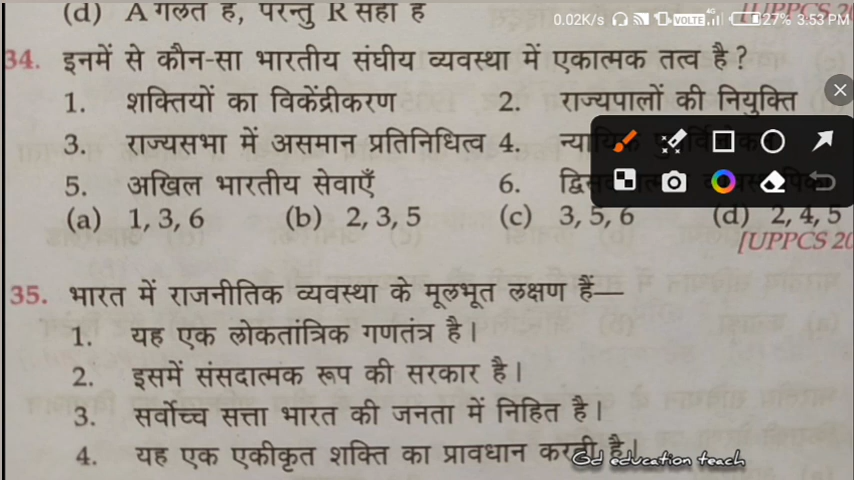 (d) A गलत है, परन्तु R सही है
[UPPCS
0.02K/s VOLTE 4G 27% 3:53 PM
34. इनमें से कौन-सा भारतीय संघीय व्यवस्था में एकात्मक तत्व है?
1. शक्तियों का विकेंद्रीकरण 2. राज्यपालों की नियुक्ति
3. राज्यसभा में असमान प्रतिनिधित्व 4.
5. अखिल भारतीय सेवाएँ 6.
(a) 1, 3, 6 (b) 2, 3, 5 (c) 3, 5, 6 (d) 2, 4, 5
[UPPCS 20
35. भारत में राजनीतिक व्यवस्था के मूलभूत लक्षण हैं—
1. यह एक लोकतांत्रिक गणतंत्र है।
2. इसमें संसदात्मक रूप की सरकार है।
3. सर्वोच्च सत्ता भारत की जनता में निहित है।
4. यह एक एकीकृत शक्ति का प्रावधान करती है।
Gd education teach